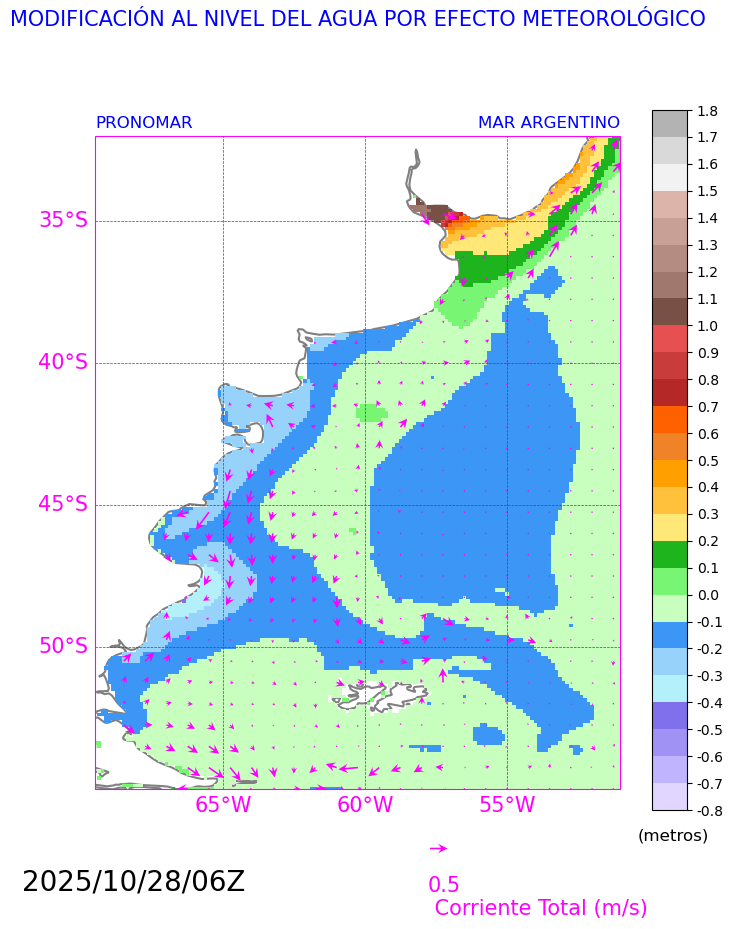 MODIFICACIÓN AL NIVEL DEL AGUA POR EFECTO METEOROLÓGICO
PRONOMAR
MAR ARGENTINO
35°S
40°S
45°S
50°S
65°W
60°W
55°W
1.8
1.7
1.6
1.5
1.4
1.3
1.2
1.1
1.0
0.9
0.8
0.7
0.6
0.5
0.4
0.3
0.2
0.1
0.0
-0.1
-0.2
-0.3
-0.4
-0.5
-0.6
-0.7
-0.8
(metros)
2025/10/28/06Z
0.5
Corriente Total (m/s)